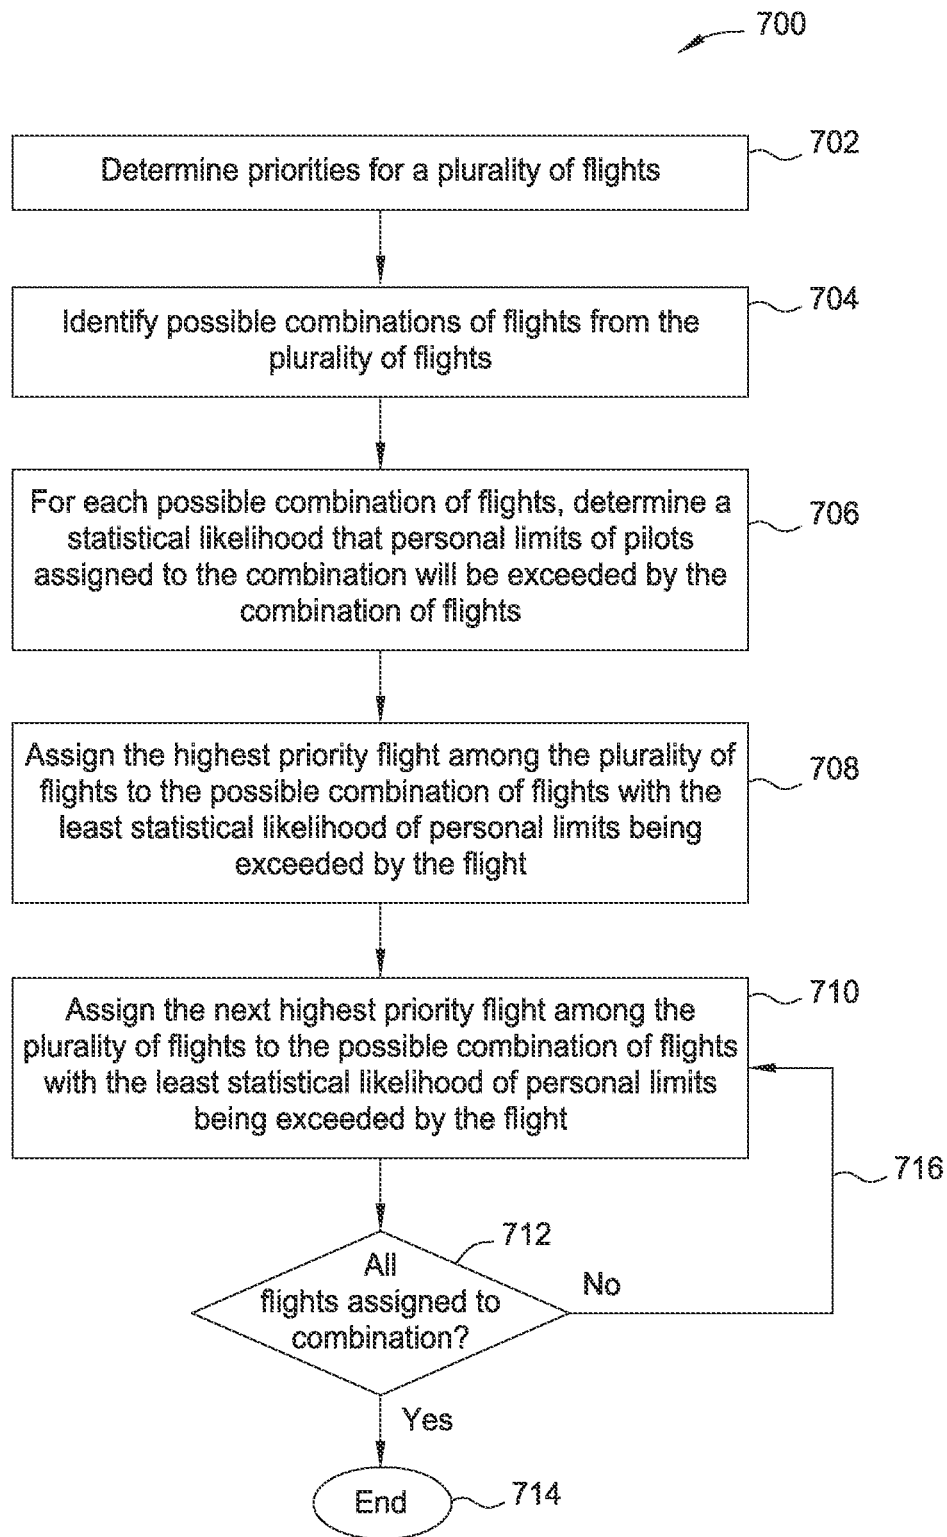 700
Determine priorities for a plurality of flights
702
Identify possible combinations of flights from the
plurality of flights
704
For each possible combination of flights, determine a
statistical likelihood that personal limits of pilots
assigned to the combination will be exceeded by the
combination of flights
706
Assign the highest priority flight among the plurality of
flights to the possible combination of flights with the
least statistical likelihood of personal limits being
exceeded by the flight
708
Assign the next highest priority flight among the
plurality of flights to the possible combination of flights
with the least statistical likelihood of personal limits
being exceeded by the flight
710
716
712
All
flights assigned to
combination?
No
Yes
End
714